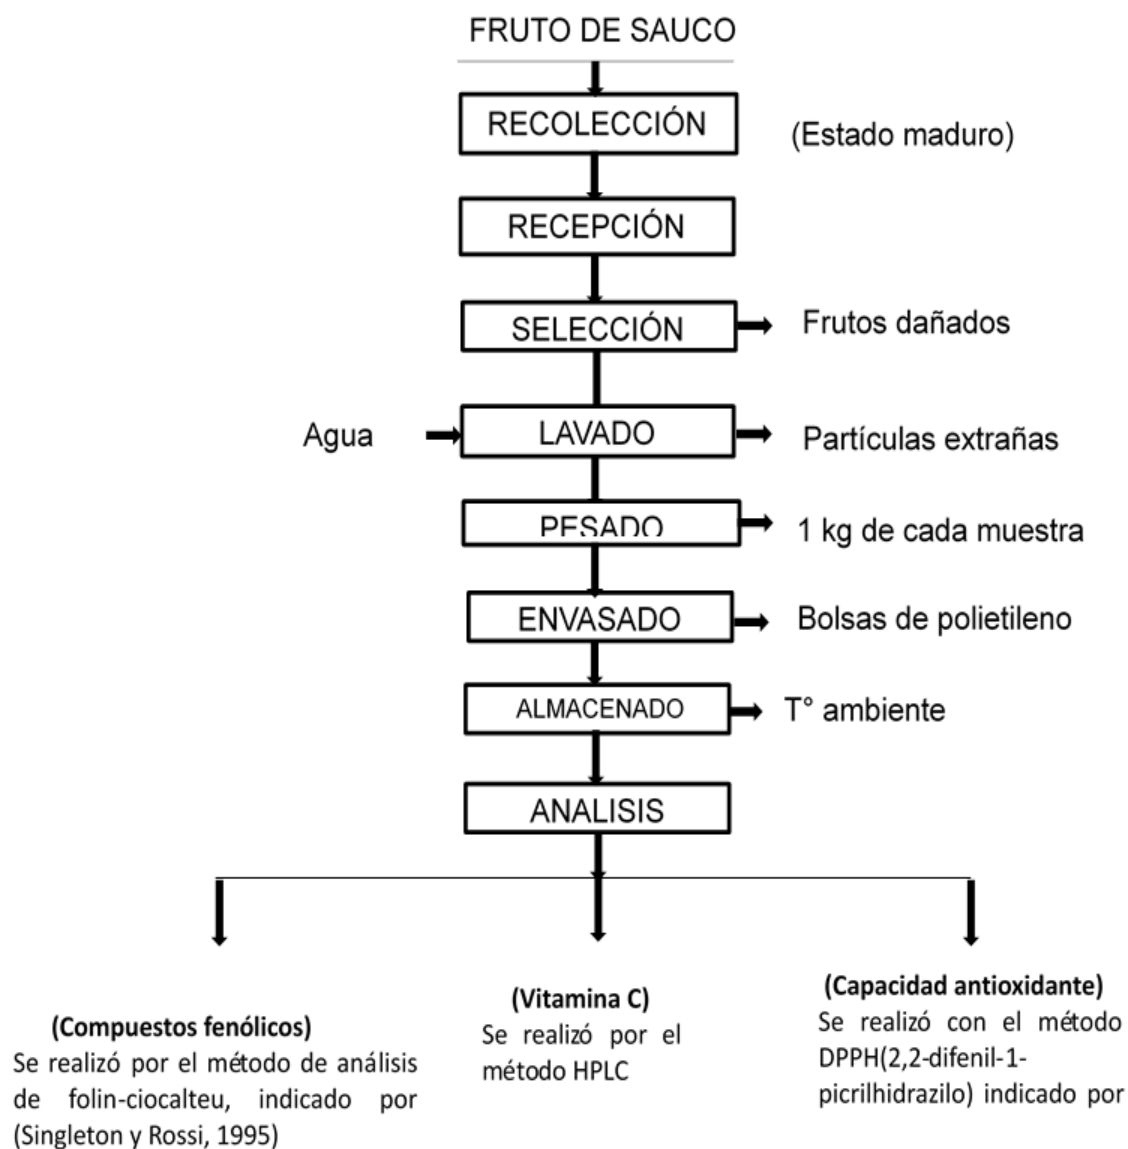 FRUTO DE SAUCO
RECOLECCIÓN
(Estado maduro)
RECEPCIÓN
SELECCIÓN
Frutos dañados
Agua
LAVADO
Partículas extrañas
PESADO
1 kg de cada muestra
ENVASADO
Bolsas de polietileno
ALMACENADO
T° ambiente
ANALISIS
(Compuestos fenólicos)
Se realizó por el método de análisis
de folin-ciocalteu, indicado por
(Singleton y Rossi, 1995)
(Vitamina C)
Se realizó por el
método HPLC
(Capacidad antioxidante)
Se realizó con el método
DPPH(2,2-difenil-1-
picrilhidrazilo) indicado por